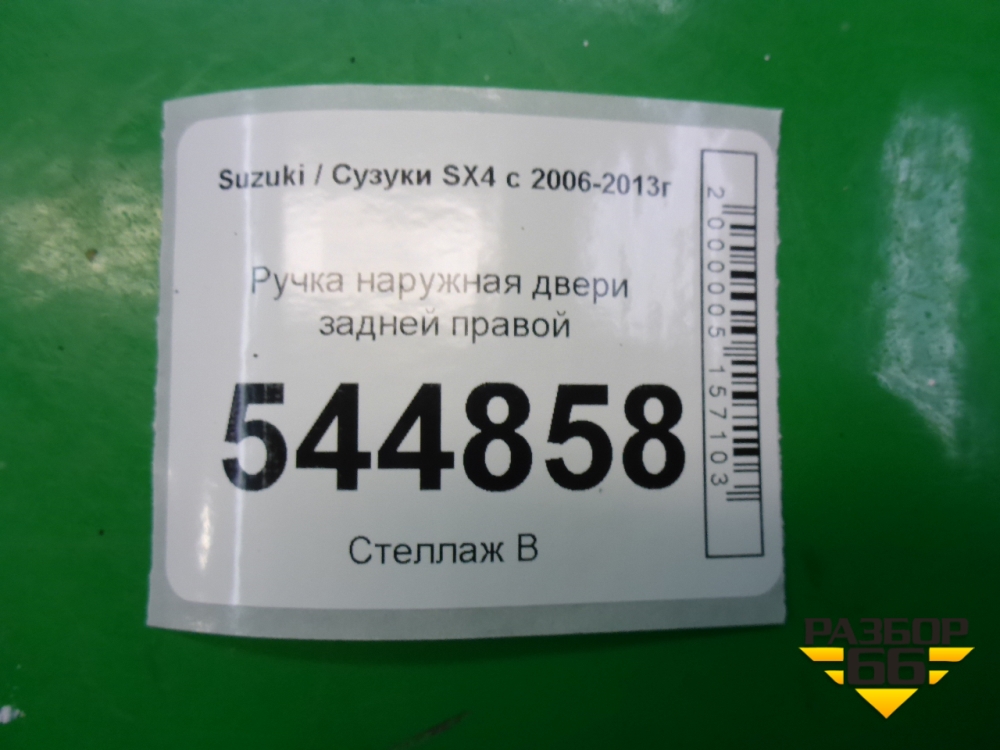 Suzuki / Сузуки SX4 с 2006-2013г
Ручка наружная двери
задней правой
544858
Стеллаж В
2000005157103
РАЗБОР
66